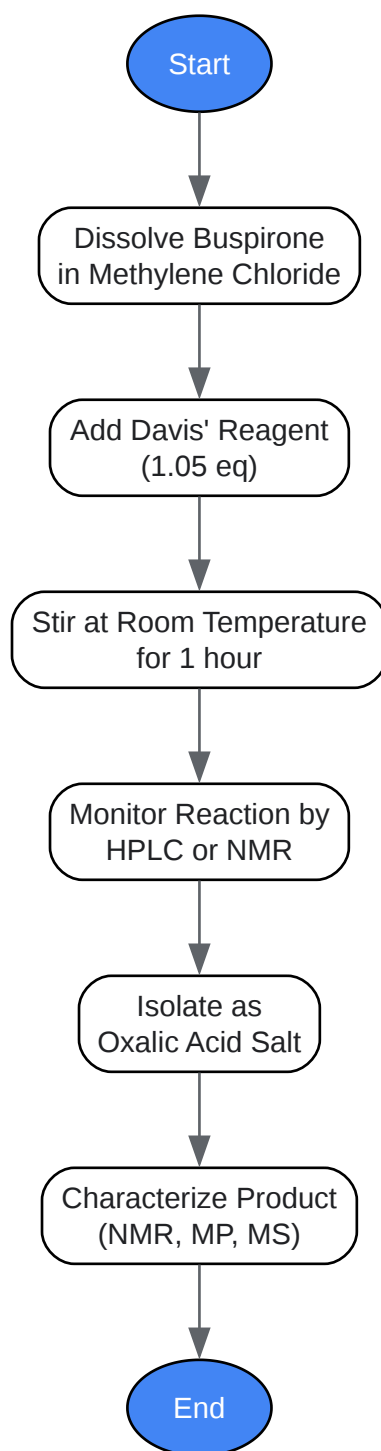 Start
Dissolve Buspirone
in Methylene Chloride
Add Davis' Reagent
(1.05 eq)
Stir at Room Temperature
for 1 hour
Monitor Reaction by
HPLC or NMR
Isolate as
Oxalic Acid Salt
Characterize Product
(NMR, MP, MS)
End